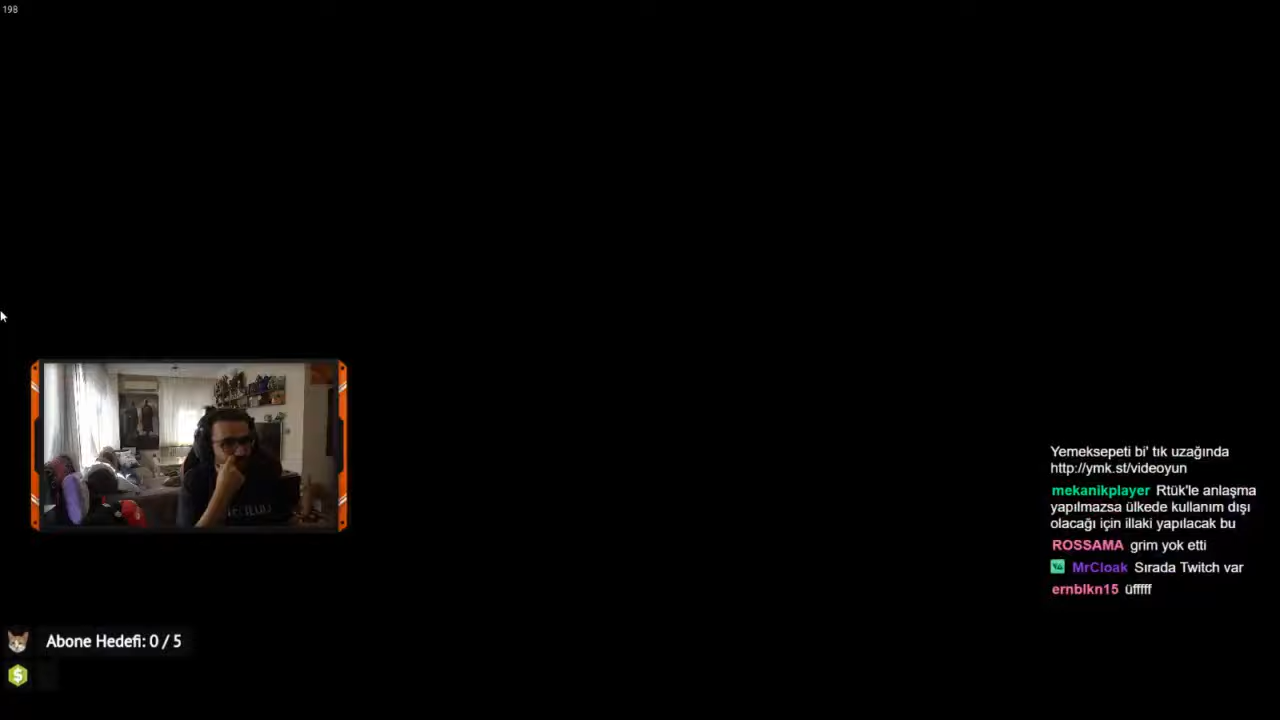 198
Yemeksepeti bi' tık uzağında
http://ymk.st/videoyun
mekanikplayer Rtük'le anlaşma
yapılmazsa ülkede kullanım dışı
olacağı için illaki yapılacak bu
ROSSAMA grim yok etti
MrCloak Sırada Twitch var
ernblkn15 üfffff
Abone Hedefi: 0 / 5